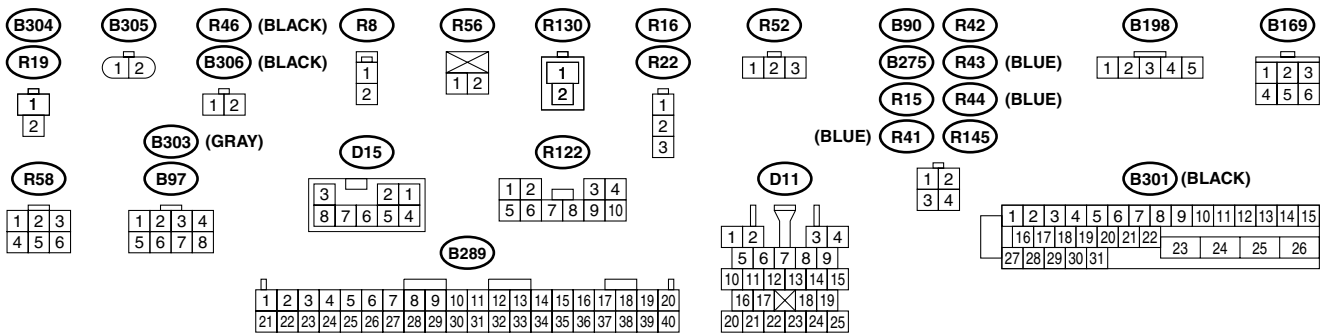 B304 B305 R46 (BLACK) R8 R56 R130 R16 R52 B90 R42 B198 B169
R19 B306 (BLACK) R22 B275 R43 (BLUE)
R15 R44 (BLUE)
(BLUE) R41 R145
1 2
1 2
1 2
1 2
1 2
1 2
1 2 3
1 2 3
1 2 3 4 5
1 2 3
4 5 6
1 2
3 4
B303 (GRAY) D15 R122
R58 B97 D11 B301 (BLACK)
1 2 3
4 5 6
1 2 3 4
5 6 7 8
3 2 1
8 7 6 5 4
1 2 3 4
5 6 7 8 9 10
1 2 3 4
5 6 7 8 9
10 11 12 13 14 15
16 17 18 19
20 21 22 23 24 25
1 2 3 4 5 6 7 8 9 10 11 12 13 14 15
16 17 18 19 20 21 22 23 24 25 26
27 28 29 30 31
B289
1 2 3 4 5 6 7 8 9 10 11 12 13 14 15 16 17 18 19 20
21 22 23 24 25 26 27 28 29 30 31 32 33 34 35 36 37 38 39 40